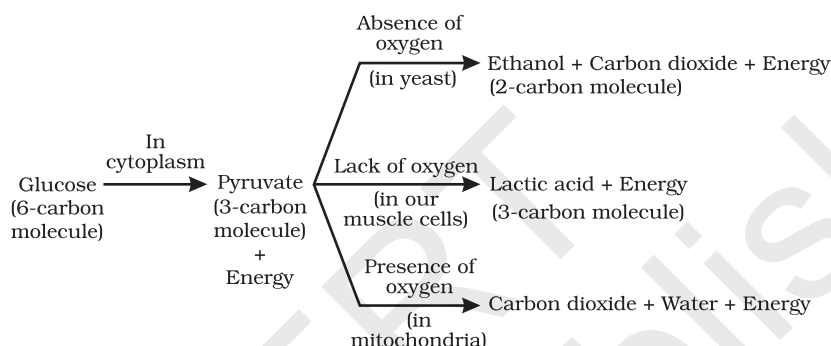 Absence of
oxygen
(in yeast)
Ethanol + Carbon dioxide + Energy
(2-carbon molecule)
In
cytoplasm
Glucose
(6-carbon
molecule)
Pyruvate
(3-carbon
molecule)
+
Energy
Lack of oxygen
(in our
muscle cells)
Lactic acid + Energy
(3-carbon molecule)
Presence of
oxygen
(in
mitochondria)
Carbon dioxide + Water + Energy